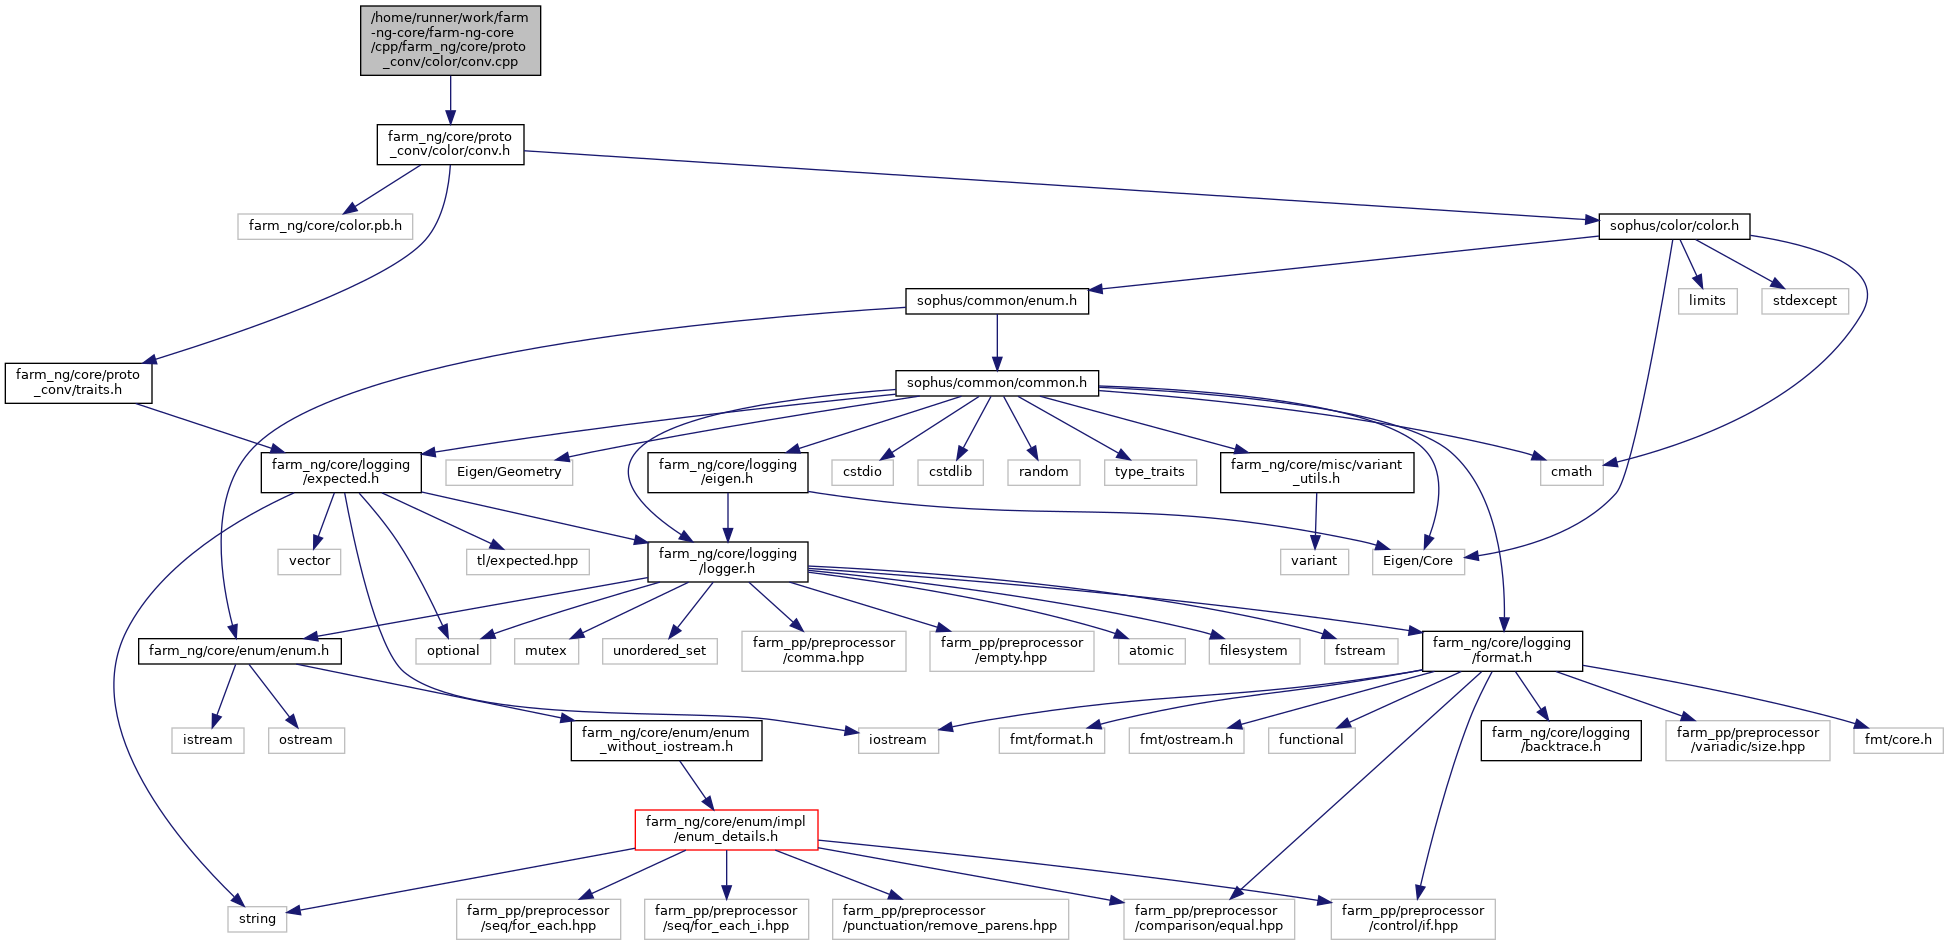 /home/runner/work/farm
-ng-core/farm-ng-core
/cpp/farm_ng/core/proto
_conv/color/conv.cpp
farm_ng/core/proto
_conv/color/conv.h
farm_ng/core/color.pb.h
sophus/color/color.h
sophus/common/enum.h
limits
stdexcept
farm_ng/core/proto
_conv/traits.h
sophus/common/common.h
farm_ng/core/logging
/expected.h
Eigen/Geometry
farm_ng/core/logging
/eigen.h
cstdio
cstdlib
random
type_traits
farm_ng/core/misc/variant
_utils.h
cmath
vector
tl/expected.hpp
farm_ng/core/logging
/logger.h
variant
Eigen/Core
farm_ng/core/enum/enum.h
optional
mutex
unordered_set
farm_pp/preprocessor
/comma.hpp
farm_pp/preprocessor
/empty.hpp
atomic
filesystem
fstream
farm_ng/core/logging
/format.h
istream
ostream
farm_ng/core/enum/enum
_without_iostream.h
iostream
fmt/format.h
fmt/ostream.h
functional
farm_ng/core/logging
/backtrace.h
farm_pp/preprocessor
/variadic/size.hpp
fmt/core.h
farm_ng/core/enum/impl
/enum_details.h
string
farm_pp/preprocessor
/seq/for_each.hpp
farm_pp/preprocessor
/seq/for_each_i.hpp
farm_pp/preprocessor
/punctuation/remove_parens.hpp
farm_pp/preprocessor
/comparison/equal.hpp
farm_pp/preprocessor
/control/if.hpp